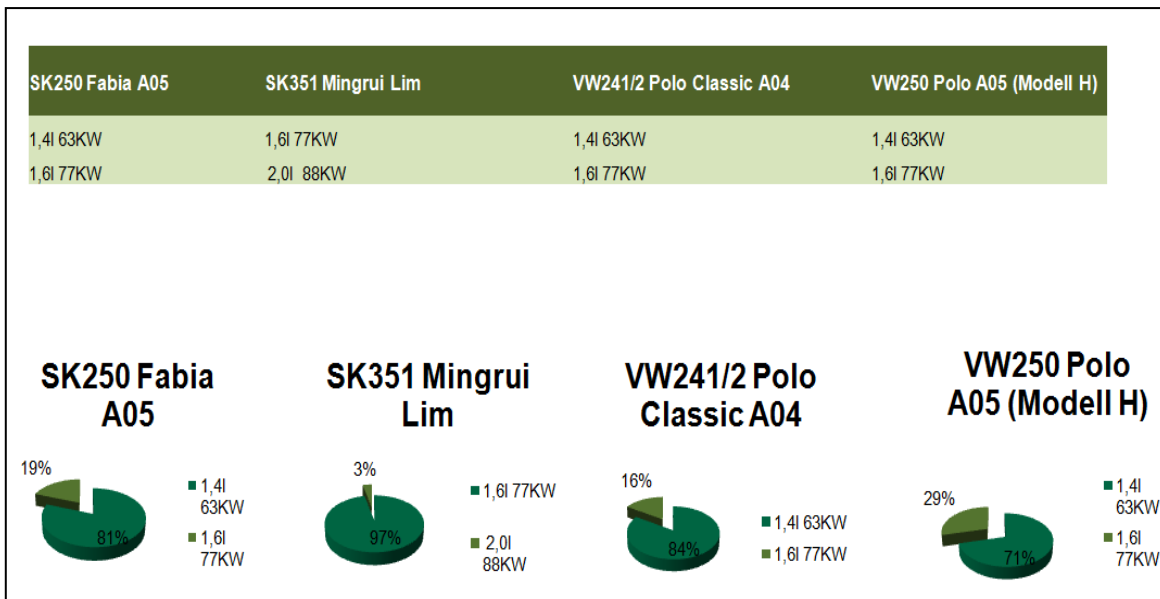 SK250 Fabia A05 SK351 Mingrui Lim VW241/2 Polo Classic A04 VW250 Polo A05 (Modell H)
1,4l 63KW 1,6l 77KW 1,4l 63KW 1,4l 63KW
1,6l 77KW 2,0l 88KW 1,6l 77KW 1,6l 77KW
SK250 Fabia
A05
19%
81%
1,4l
63KW
1,6l
77KW
SK351 Mingrui
Lim
3%
97%
1,6l 77KW
2,0l
88KW
VW241/2 Polo
Classic A04
16%
84%
1,4l 63KW
1,6l 77KW
VW250 Polo
A05 (Modell H)
29%
71%
1,4l
63KW
1,6l
77KW